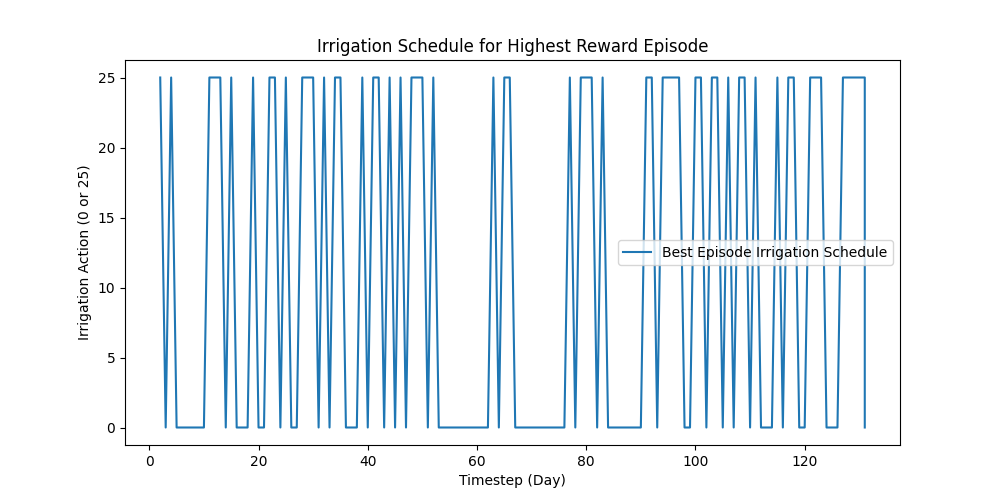 Irrigation Schedule for Highest Reward Episode
Irrigation Action (0 or 25)
25
20
15
10
5
0
Best Episode Irrigation Schedule
0 20 40 60 80 100 120
Timestep (Day)